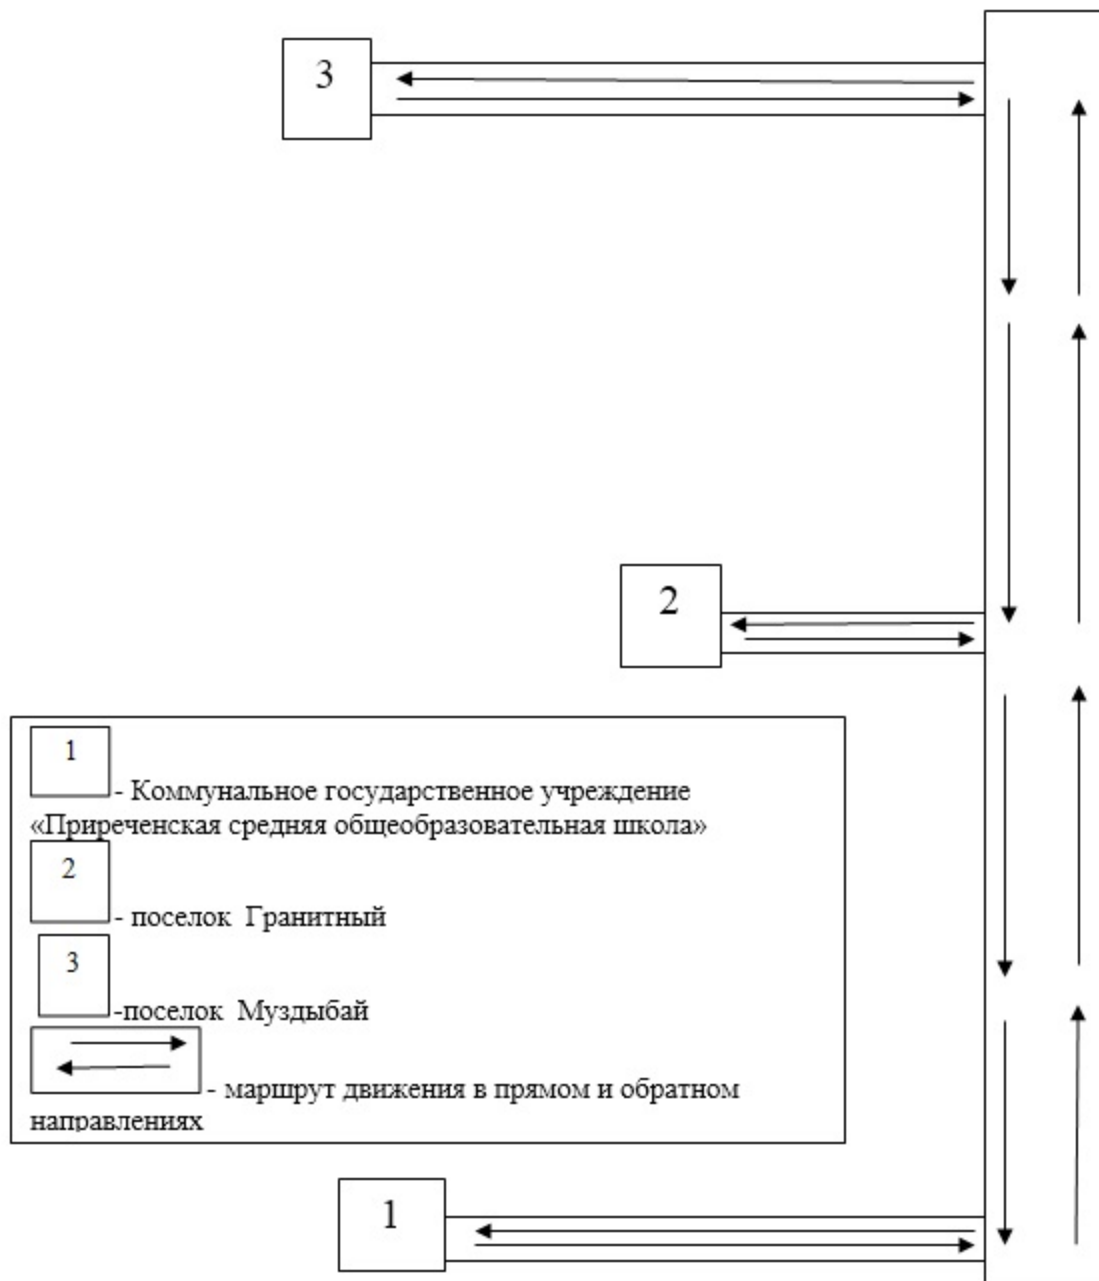 3
2
1
- Коммунальное государственное учреждение
«Приреченская средняя общеобразовательная школа»
2
- поселок Гранитный
3
-поселок Муздыбай
- маршрут движения в прямом и обратном
направлениях
1